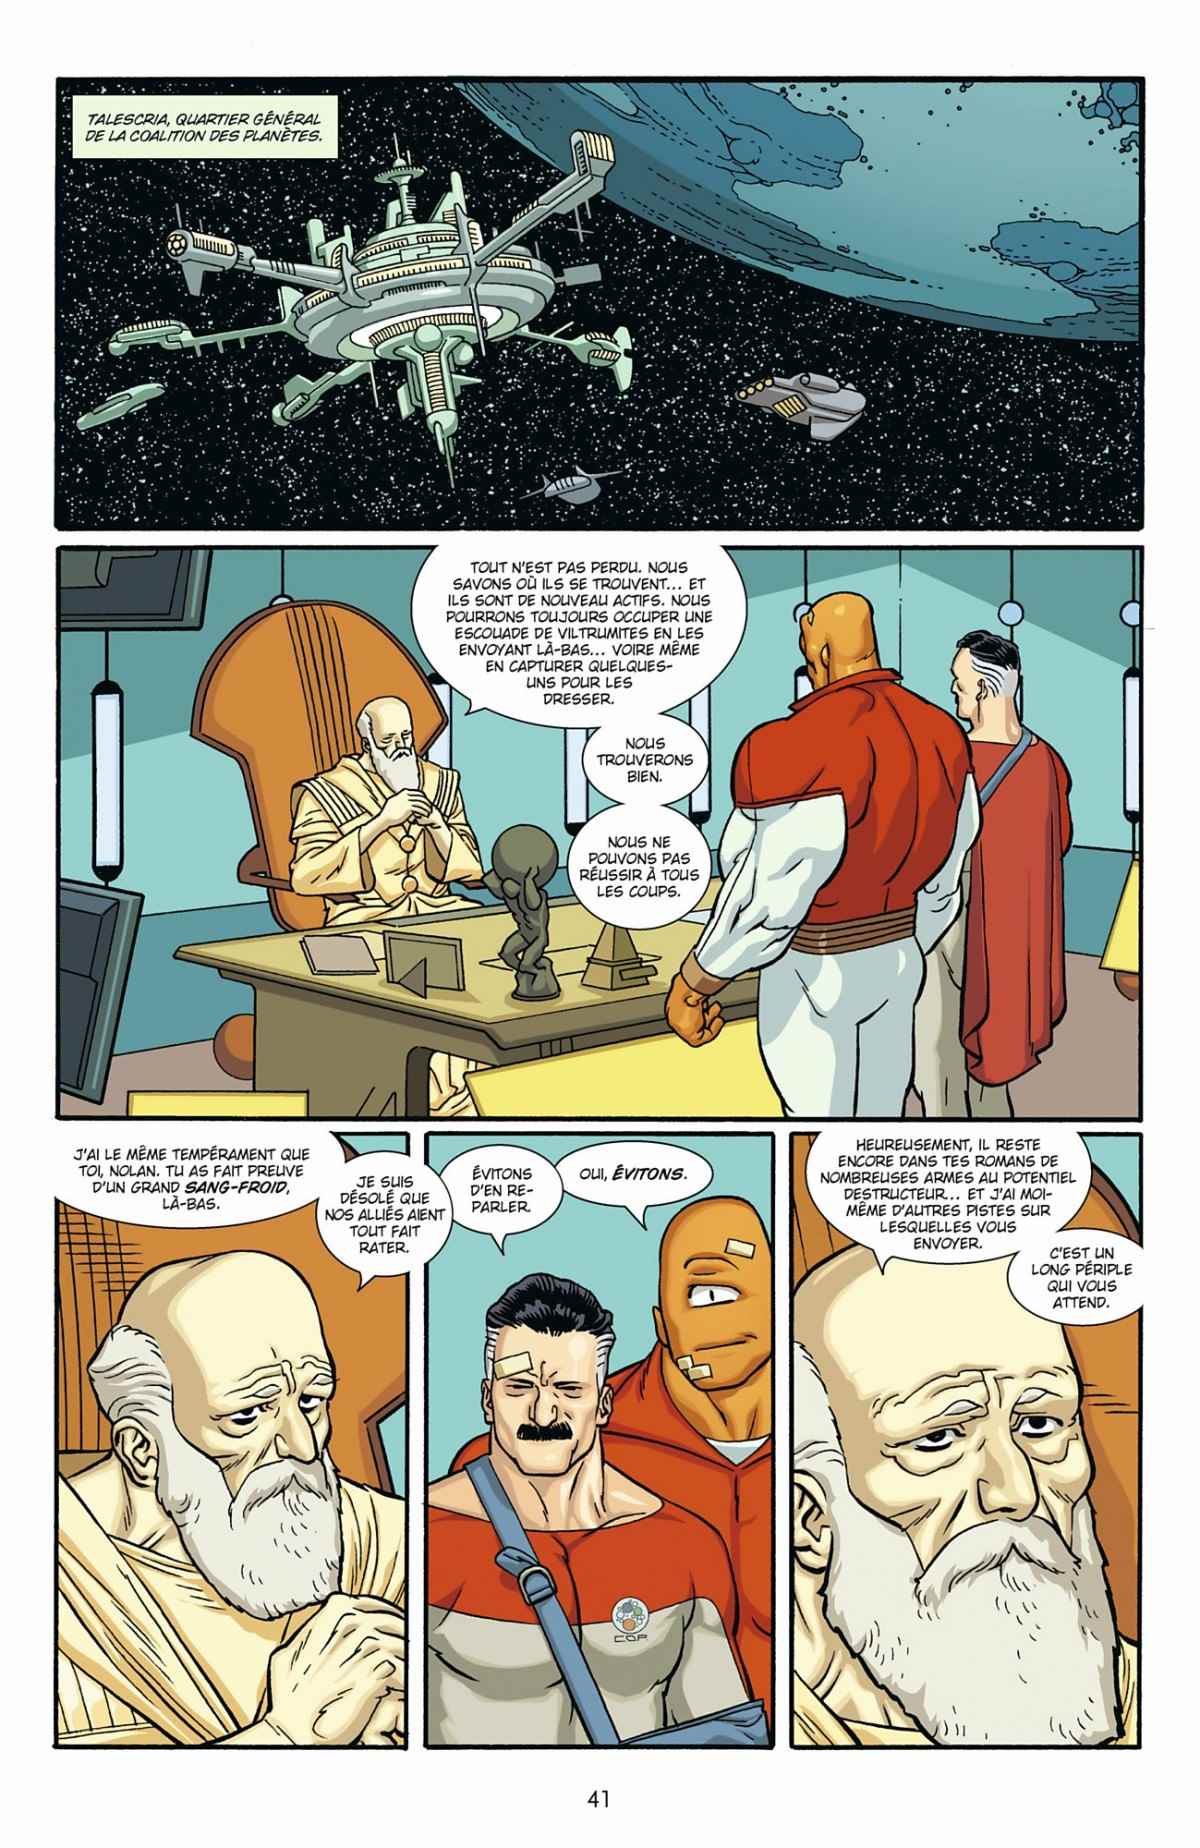 TALESCRIA, QUARTIER GÉNÉRAL
DE LA COALITION DES PLANÈTES.
TOUT N'EST PAS PERDU. NOUS
SAVONS OÙ ILS SE TROUVENT... ET
ILS SONT DE NOUVEAU ACTIFS. NOUS
POURRONS TOUJOURS OCCUPER UNE
ESCOUADE DE VILTRUMITES EN LES
ENVOYANT LÀ-BAS... VOIRE MÊME
EN CAPTURER QUELQUES-
UNS POUR LES
DRESSER.
NOUS
TROUVERONS
BIEN.
NOUS NE
POUVONS PAS
RÉUSSIR À TOUS
LES COUPS.
J'AI LE MÊME TEMPÉRAMENT QUE
TOI, NOLAN. TU AS FAIT PREUVE
D'UN GRAND SANG-FROID,
LÀ-BAS.
JE SUIS
DÉSOLÉ QUE
NOS ALLIÉS AIENT
TOUT FAIT
RATER.
ÉVITONS
D'EN RE-
PARLER.
OUI, ÉVITONS.
C.O.P
HEUREUSEMENT, IL RESTE
ENCORE DANS TES ROMANS DE
NOMBREUSES ARMES AU POTENTIEL
DESTRUCTEUR... ET J'AI MOI-
MÊME D'AUTRES PISTES SUR
LESQUELLES VOUS
ENVOYER.
C'EST UN
LONG PÉRIPLE
QUI VOUS
ATTEND.
41